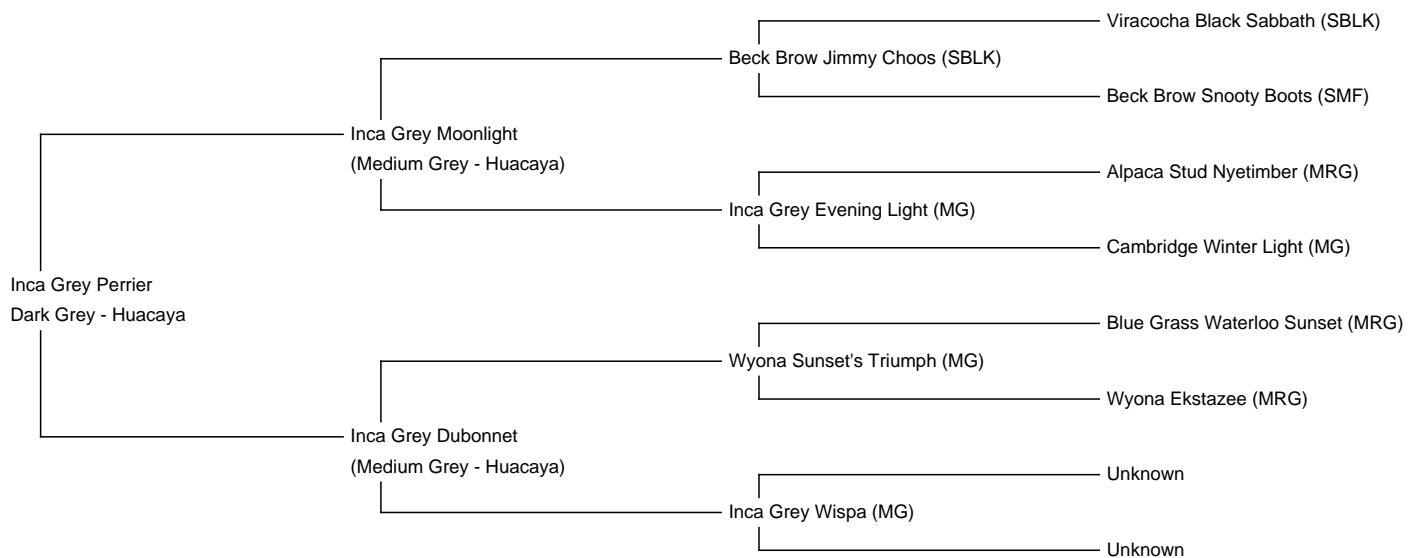 Viracocha Black Sabbath (SBLK)
Beck Brow Jimmy Choos (SBLK)
Beck Brow Snooty Boots (SMF)
Inca Grey Moonlight
(Medium Grey - Huacaya)
Alpaca Stud Nyetimber (MRG)
Inca Grey Evening Light (MG)
Cambridge Winter Light (MG)
Inca Grey Perrier
Dark Grey - Huacaya
Blue Grass Waterloo Sunset (MRG)
Wyona Sunset's Triumph (MG)
Wyona Ekstazee (MRG)
Inca Grey Dubonnet
(Medium Grey - Huacaya)
Unknown
Inca Grey Wispa (MG)
Unknown